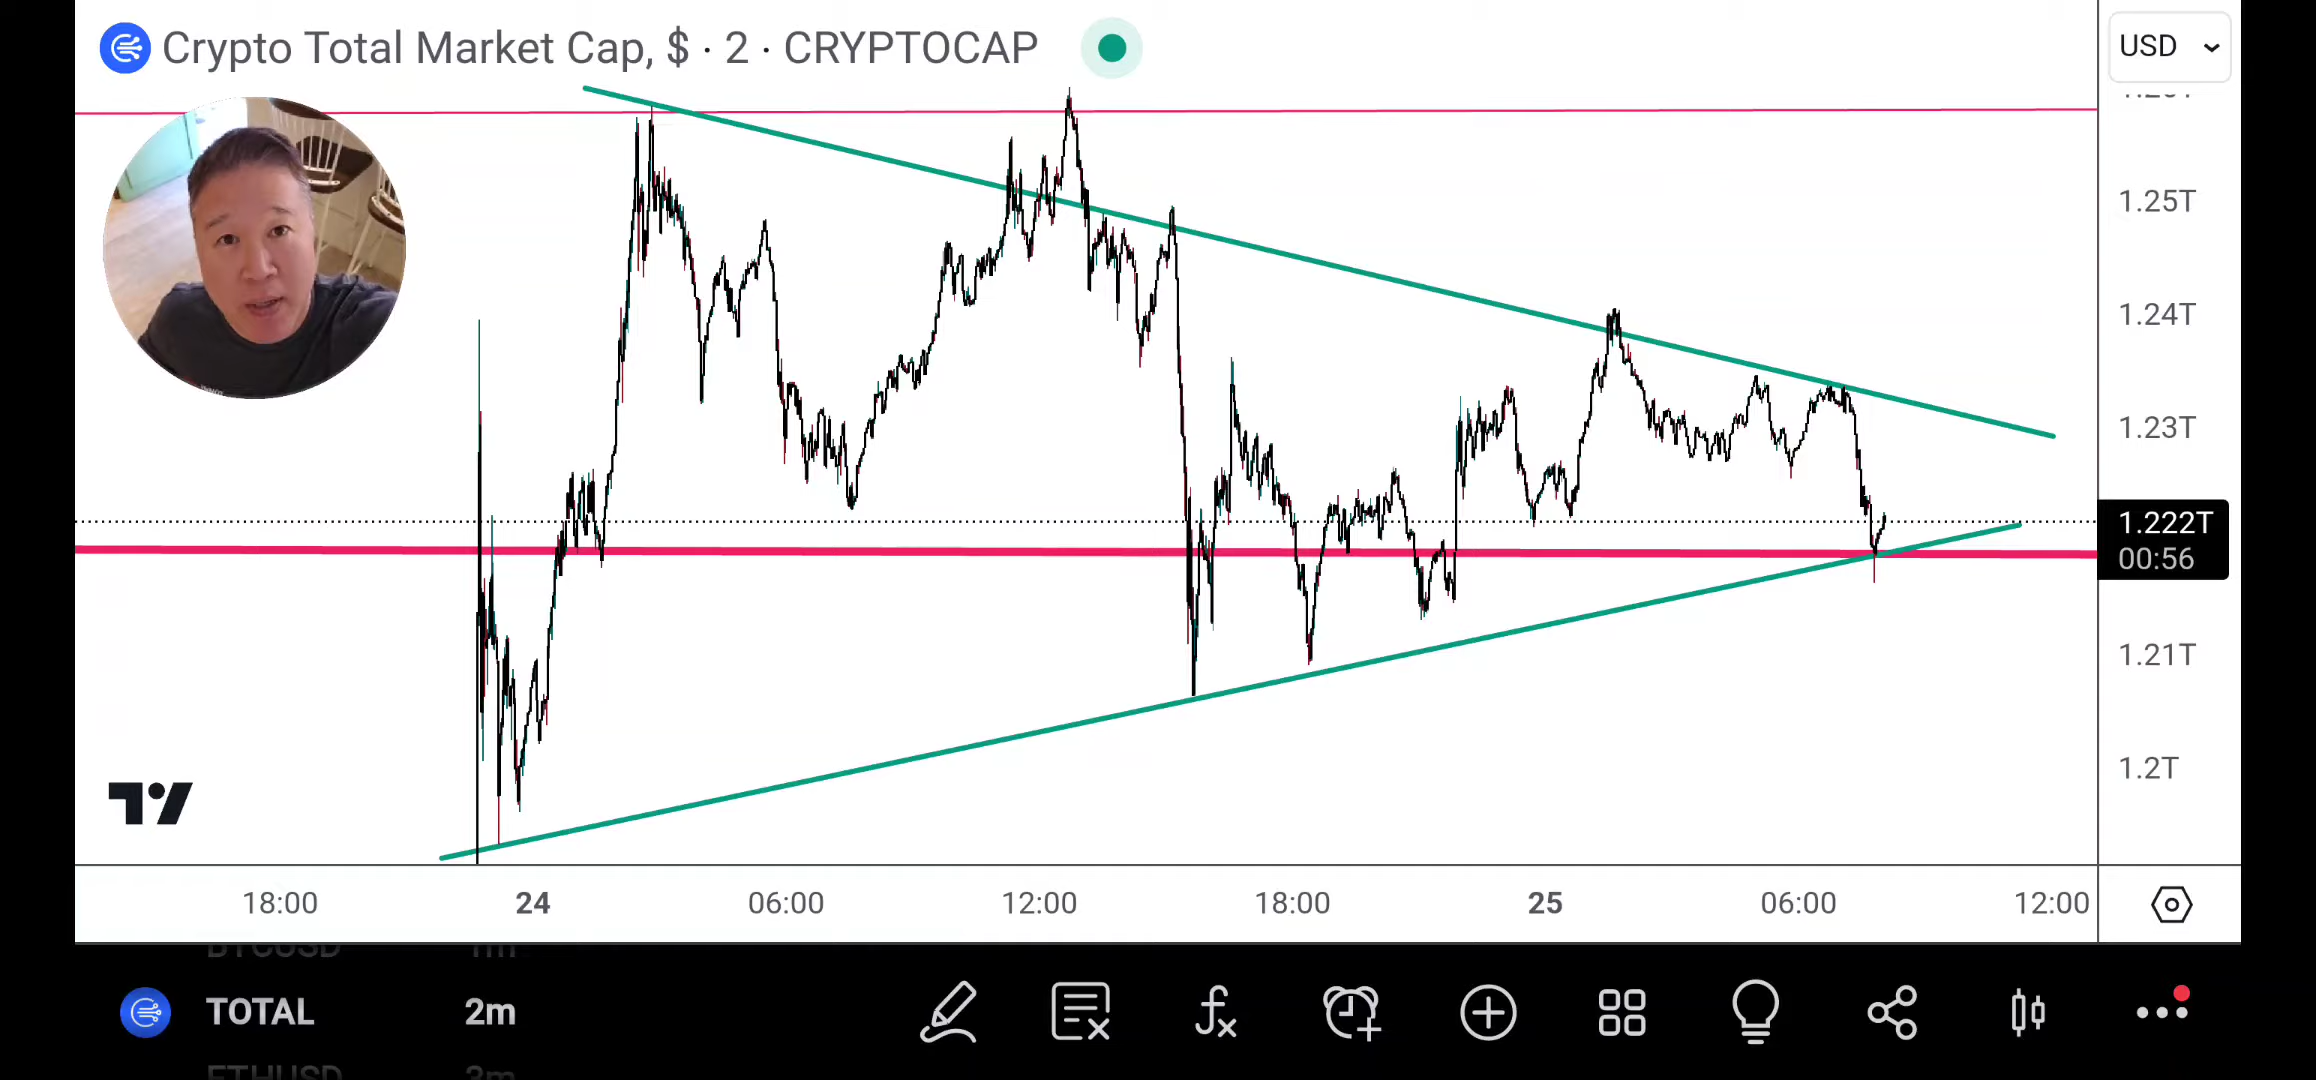 Crypto Total Market Cap, $ · 2 · CRYPTOCAP
USD
1.25T
1.24T
1.23T
1.222T
00:56
1.21T
1.2T
18:00 24 06:00 12:00 18:00 25 06:00 12:00
TOTAL 2m